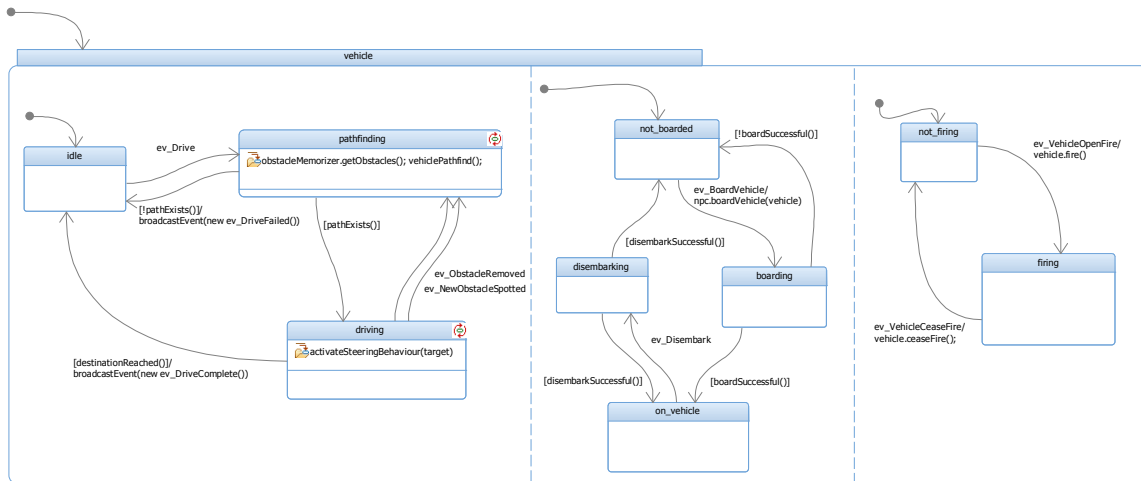 vehicle
idle
ev_Drive
pathfinding
obstacleMemorizer.getObstacles(); vehiclePathfind();
[!pathExists()]/
broadcastEvent(new ev_DriveFailed())
[pathExists()]
ev_ObstacleRemoved
ev_NewObstacleSpotted
driving
activateSteeringBehaviour(target)
[destinationReached()]/
broadcastEvent(new ev_DriveComplete())
not_boarded
[!boardSuccessful()]
ev_BoardVehicle/
npc.boardVehicle(vehicle)
[disembarkSuccessful()]
disembarking
boarding
ev_Disembark
[disembarkSuccessful()]
[boardSuccessful()]
on_vehicle
not_firing
ev_VehicleOpenFire/
vehicle.fire()
firing
ev_VehicleCeaseFire/
vehicle.ceaseFire();